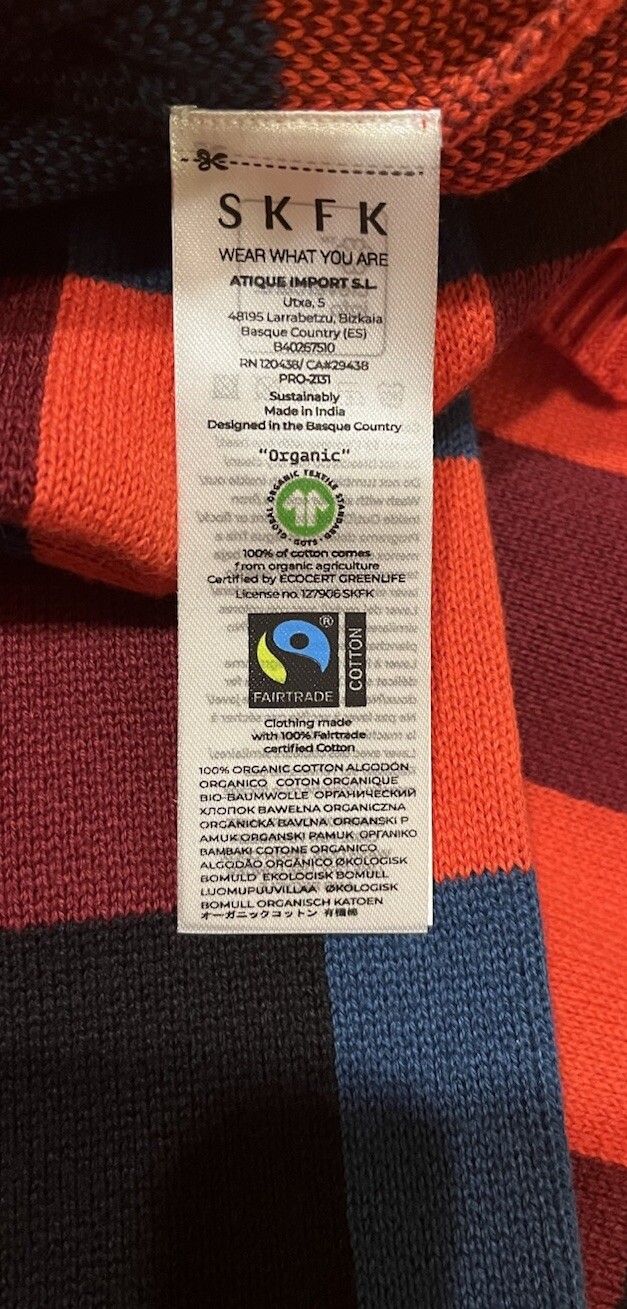 S K F K
WEAR WHAT YOU ARE
ATIQUE IMPORT S.L.
Utxa, 5
48195 Larrabetzu, Bizkaia
Basque Country (ES)
B40267510
RN 120438/ CA#29438
PRO-2131
Sustainably
Made in India
Designed in the Basque Country
"Organic"
GLOBAL ORGANIC TEXTILE STANDARD
· GOTS ·
100% of cotton comes
from organic agriculture
Certified by ECOCERT GREENLIFE
License no. 127906 SKFK
®
FAIRTRADE
COTTON
Clothing made
with 100% Fairtrade
certified Cotton
100% ORGANIC COTTON ALGODÓN
ORGANICO COTON ORGANIQUE
BIO-BAUMWOLLE ОРГАНИЧЕСКИЙ
ХЛОПОК BAWEŁNA ORGANICZNA
ORGANICKÁ BAVLNA ORGANSKI P
AMUK ORGANSKI PAMUK ΟΡΓΑΝΙΚΟ
BAMBAKI COTONE ORGANICO
ALGODÃO ORGÂNICO ØKOLOGISK
BOMULD EKOLOGISK BOMULL
LUOMUPUUVILLAA ØKOLOGISK
BOMULL ORGANISCH KATOEN
オーガニックコットン 有機棉